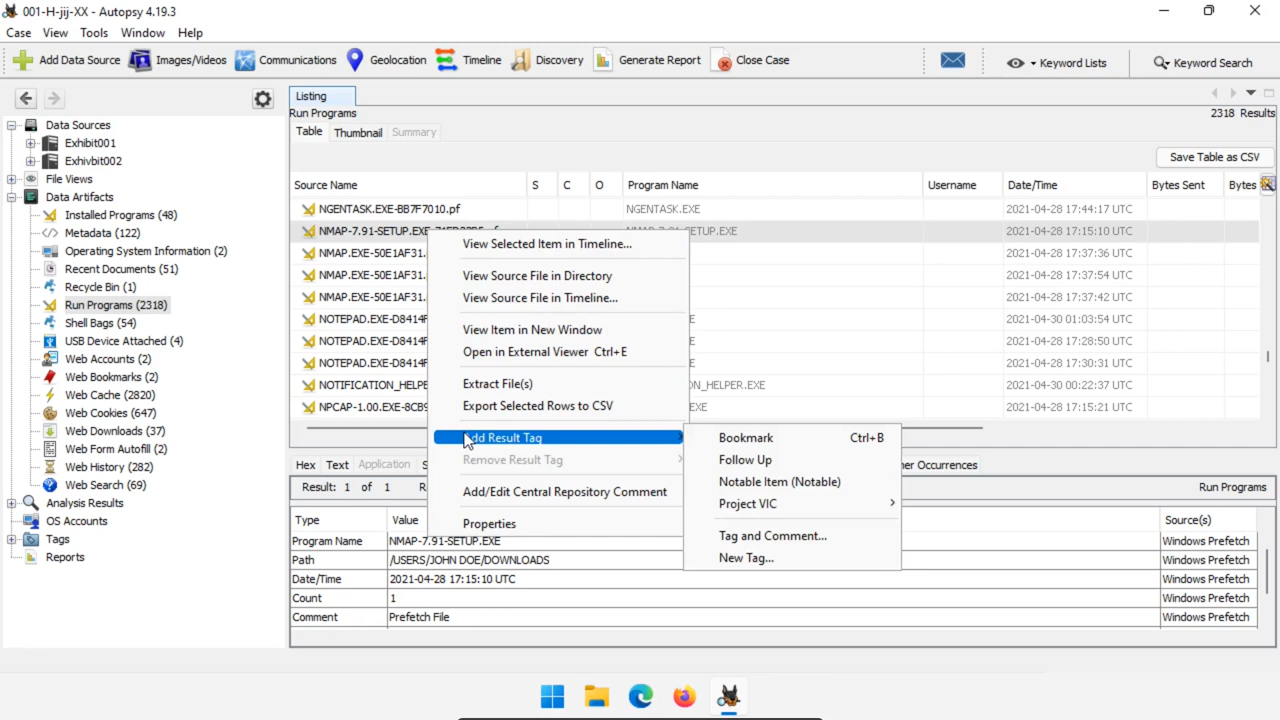 001-H-jij-XX - Autopsy 4.19.3
Case View Tools Window Help
Add Data Source Images/Videos Communications Geolocation Timeline Discovery Generate Report Close Case Keyword Lists Keyword Search
Listing
Run Programs 2318 Results
Table Thumbnail Summary
Save Table as CSV
Source Name S C O Program Name Username Date/Time Bytes Sent Bytes
NGENTASK.EXE-BB7F7010.pf NGENTASK.EXE 2021-04-28 17:44:17 UTC
NMAP-7.91-SETUP.EXE 2021-04-28 17:15:10 UTC
NMAP.EXE-50E1AF31. 2021-04-28 17:37:36 UTC
NMAP.EXE-50E1AF31. 2021-04-28 17:37:54 UTC
NMAP.EXE-50E1AF31. 2021-04-28 17:37:42 UTC
NOTEPAD.EXE-D8414F E 2021-04-30 01:03:54 UTC
NOTEPAD.EXE-D8414F E 2021-04-28 17:28:50 UTC
NOTEPAD.EXE-D8414F E 2021-04-28 17:30:31 UTC
NOTIFICATION_HELPE N_HELPER.EXE 2021-04-30 00:22:37 UTC
NPCAP-1.00.EXE-8CB9 EXE 2021-04-28 17:15:21 UTC
Data Sources
Exhibit001
Exhivbit002
File Views
Data Artifacts
Installed Programs (48)
Metadata (122)
Operating System Information (2)
Recent Documents (51)
Recycle Bin (1)
Run Programs (2318)
Shell Bags (54)
USB Device Attached (4)
Web Accounts (2)
Web Bookmarks (2)
Web Cache (2820)
Web Cookies (647)
Web Downloads (37)
Web Form Autofill (2)
Web History (282)
Web Search (69)
Analysis Results
OS Accounts
Tags
Reports
View Selected Item in Timeline...
View Source File in Directory
View Source File in Timeline...
View Item in New Window
Open in External Viewer Ctrl+E
Extract File(s)
Export Selected Rows to CSV
Add Result Tag
Remove Result Tag
Add/Edit Central Repository Comment
Properties
Bookmark Ctrl+B
Follow Up
Notable Item (Notable)
Project VIC
Tag and Comment...
New Tag...
Hex Text Application S her Occurrences
Result: 1 of 1 R Run Programs
Type Value Source(s)
Program Name NMAP-7.91-SETUP.EXE Windows Prefetch
Path /USERS/JOHN DOE/DOWNLOADS Windows Prefetch
Date/Time 2021-04-28 17:15:10 UTC Windows Prefetch
Count 1 Windows Prefetch
Comment Prefetch File Windows Prefetch